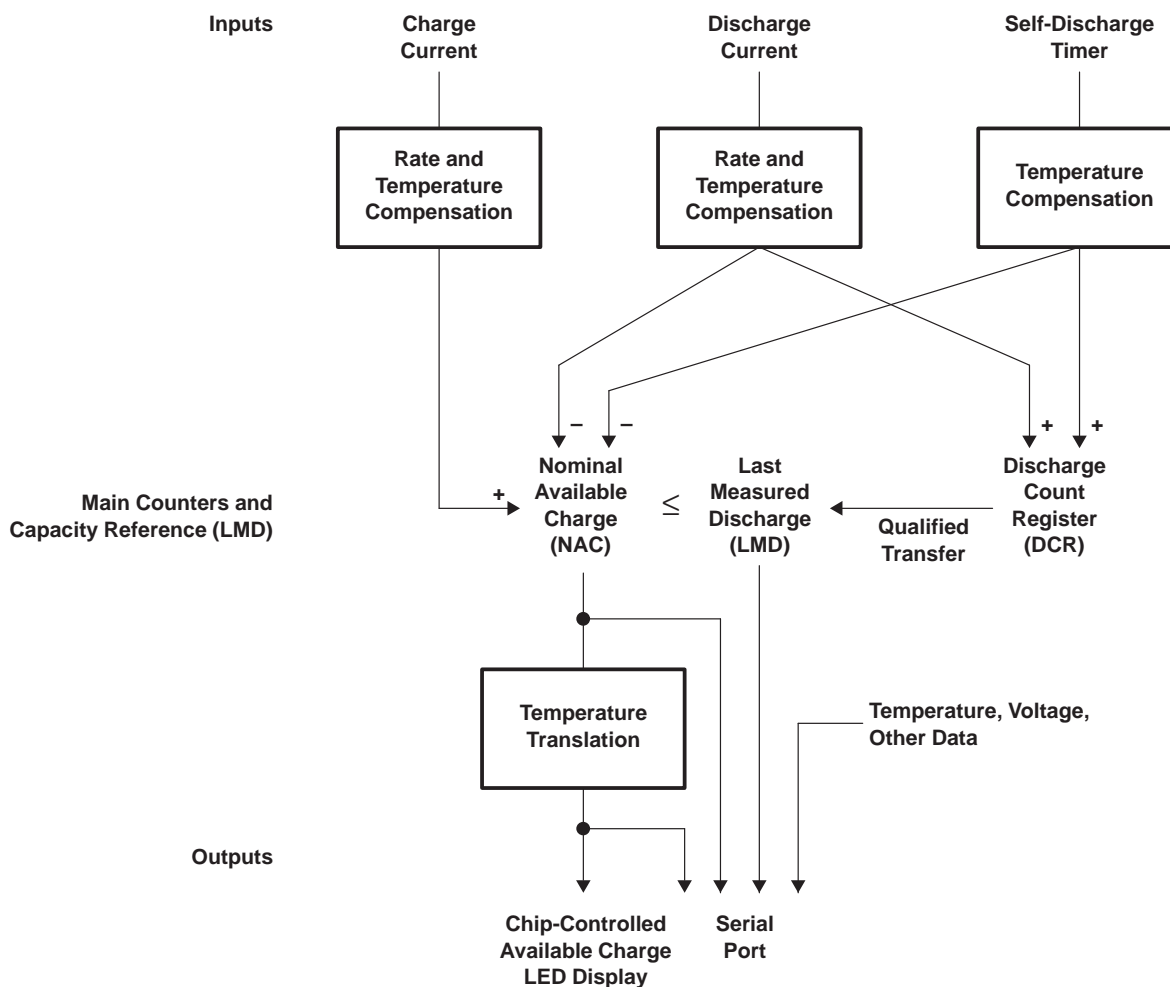 Inputs
Charge
Current
Discharge
Current
Self-Discharge
Timer
Rate and
Temperature
Compensation
Rate and
Temperature
Compensation
Temperature
Compensation
– – + +
Main Counters and
Capacity Reference (LMD)
+
Nominal
Available
Charge
(NAC)
≤
Last
Measured
Discharge
(LMD)
Qualified
Transfer
Discharge
Count
Register
(DCR)
Temperature
Translation
Temperature, Voltage,
Other Data
Outputs
Chip-Controlled
Available Charge
LED Display
Serial
Port